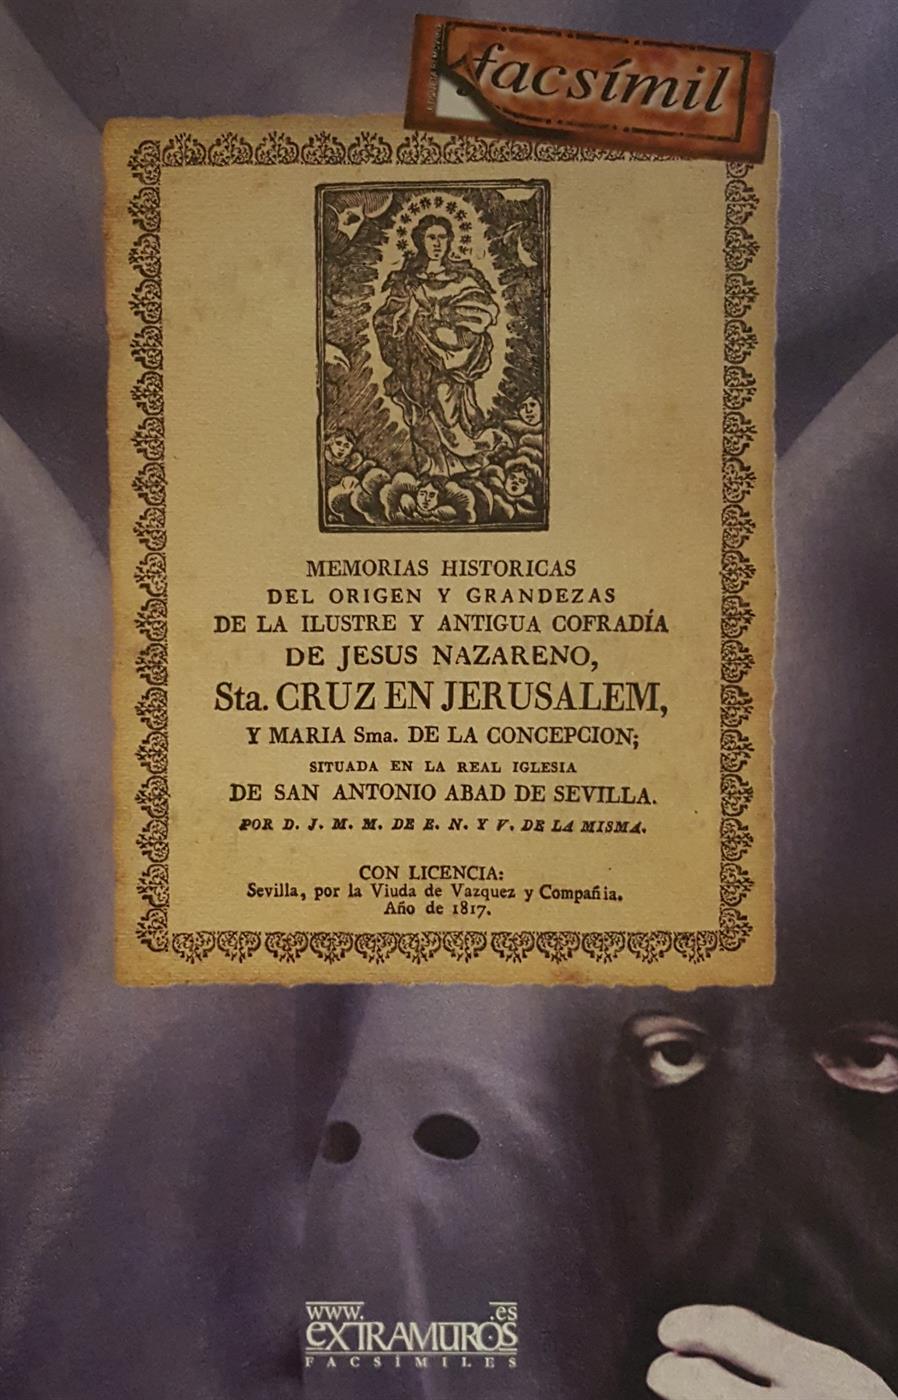 facsímil
MEMORIAS HISTORICAS
DEL ORIGEN Y GRANDEZAS
DE LA ILUSTRE Y ANTIGUA COFRADÍA
DE JESUS NAZARENO,
Sta. CRUZ EN JERUSALEM,
Y MARIA Sma. DE LA CONCEPCION;
SITUADA EN LA REAL IGLESIA
DE SAN ANTONIO ABAD DE SEVILLA.
POR D. J. M. M. DE E. N. Y V. DE LA MISMA.
CON LICENCIA:
Sevilla, por la Viuda de Vazquez y Compañia.
Año de 1817.
www. .es
EXTRAMUROS
FACSÍMILES